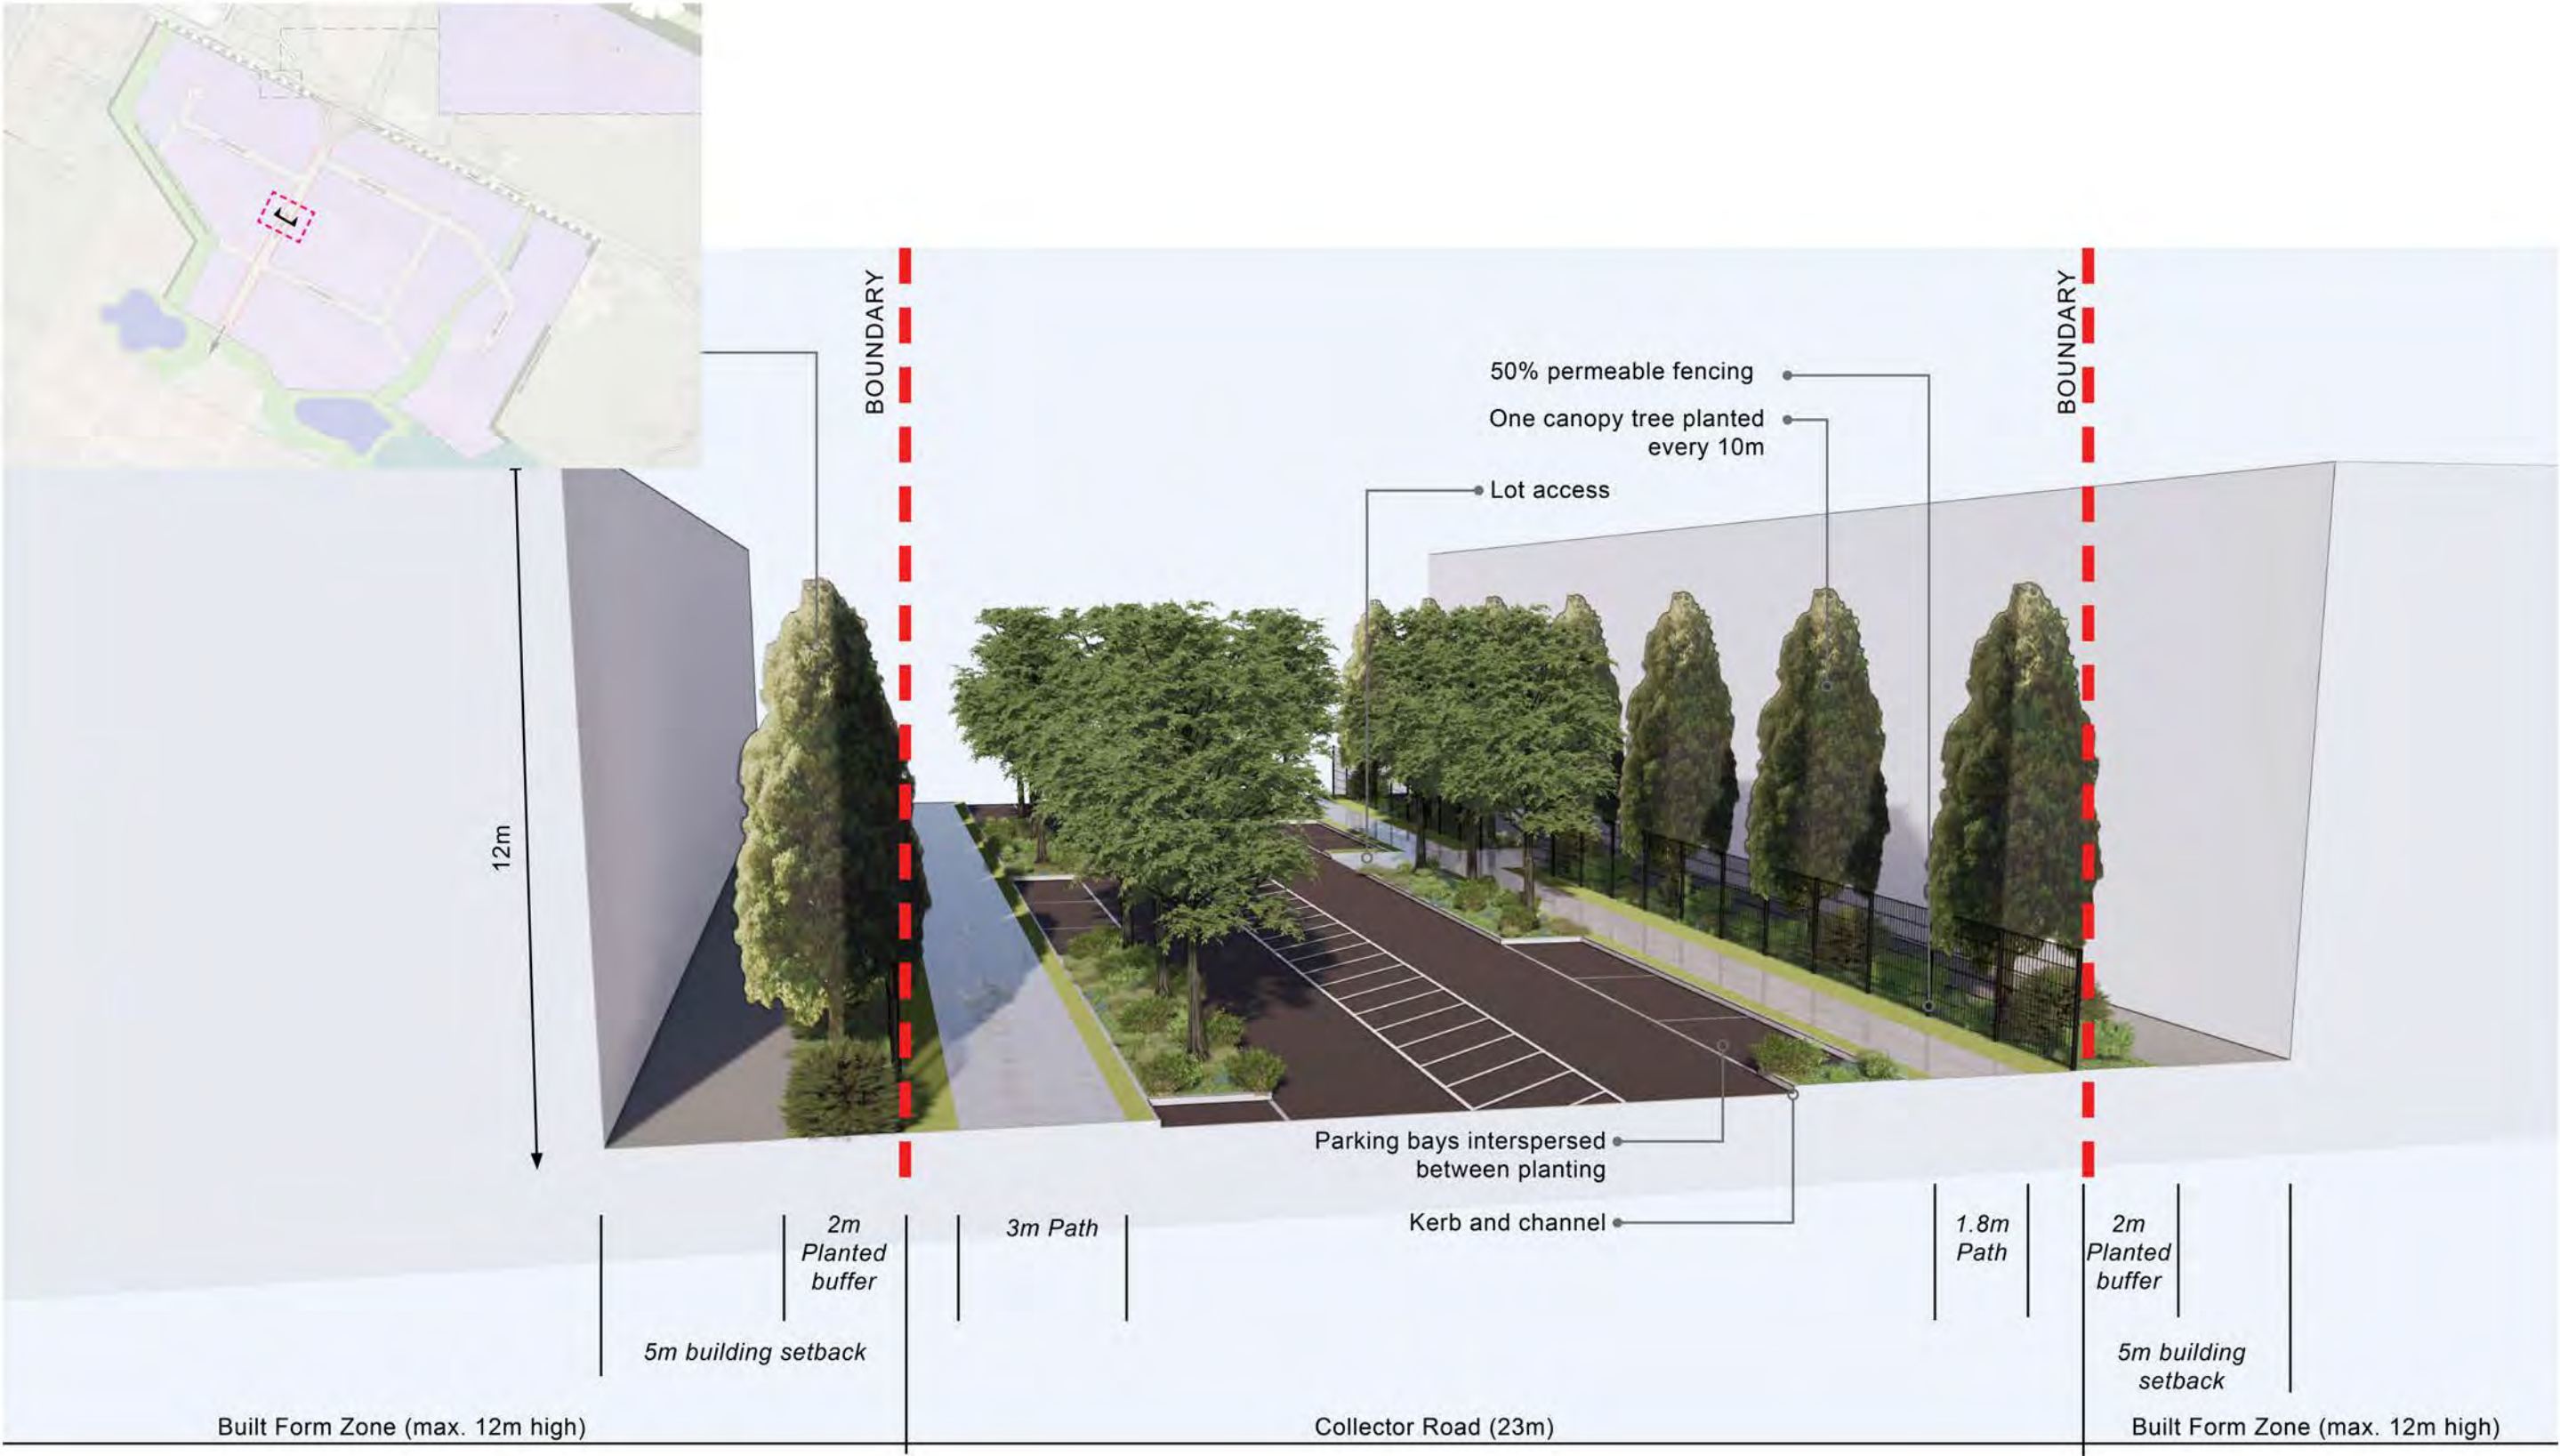 BOUNDARY
BOUNDARY
50% permeable fencing
One canopy tree planted
every 10m
Lot access
12m
Parking bays interspersed
between planting
Kerb and channel
2m
Planted
buffer
3m Path
1.8m
Path
2m
Planted
buffer
5m building setback
5m building
setback
Built Form Zone (max. 12m high)
Collector Road (23m)
Built Form Zone (max. 12m high)